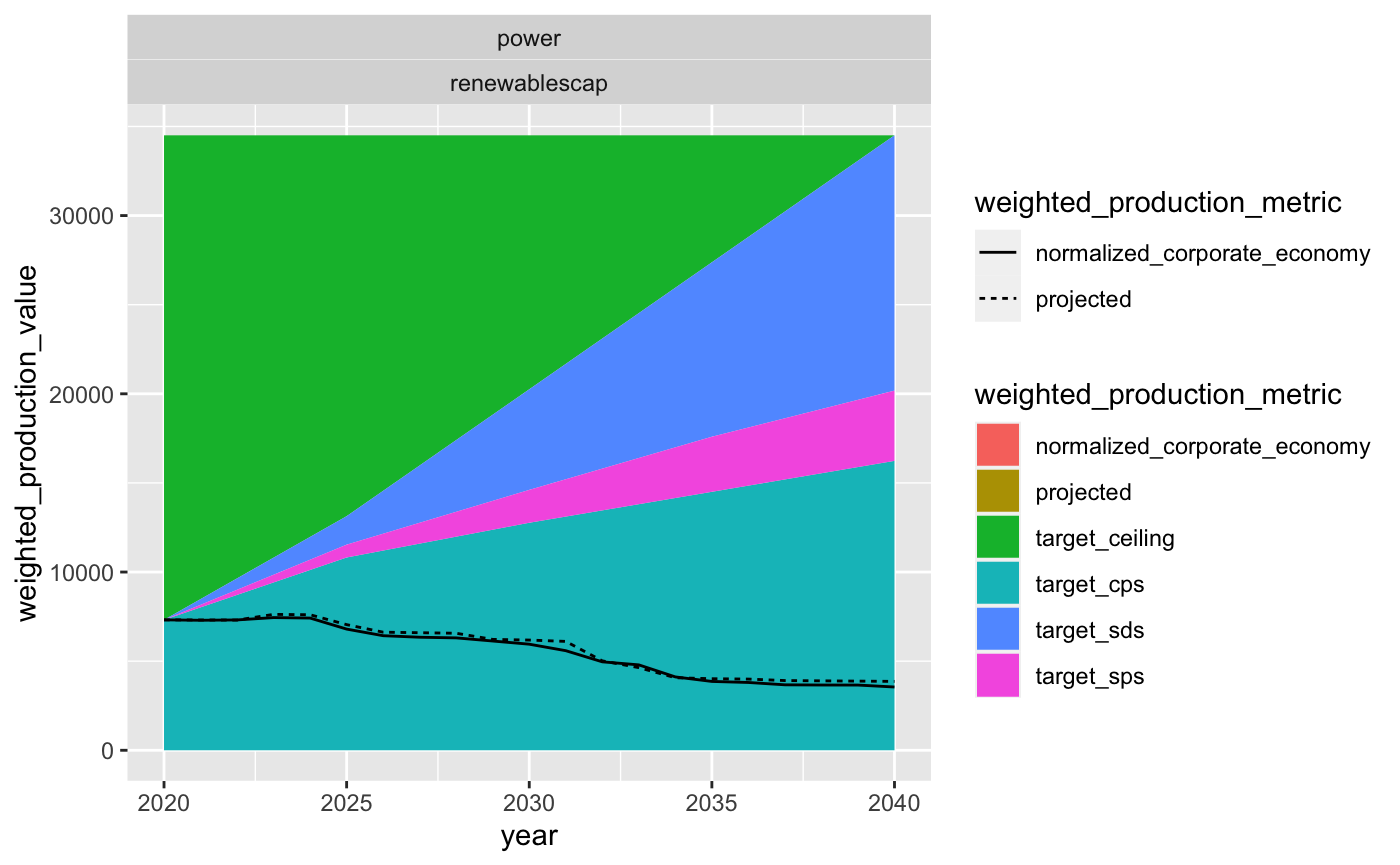 power
renewablescap
weighted_production_value
30000
20000
10000
0
2020
2025
2030
2035
2040
year
weighted_production_metric
normalized_corporate_economy
projected
weighted_production_metric
normalized_corporate_economy
projected
target_ceiling
target_cps
target_sds
target_sps